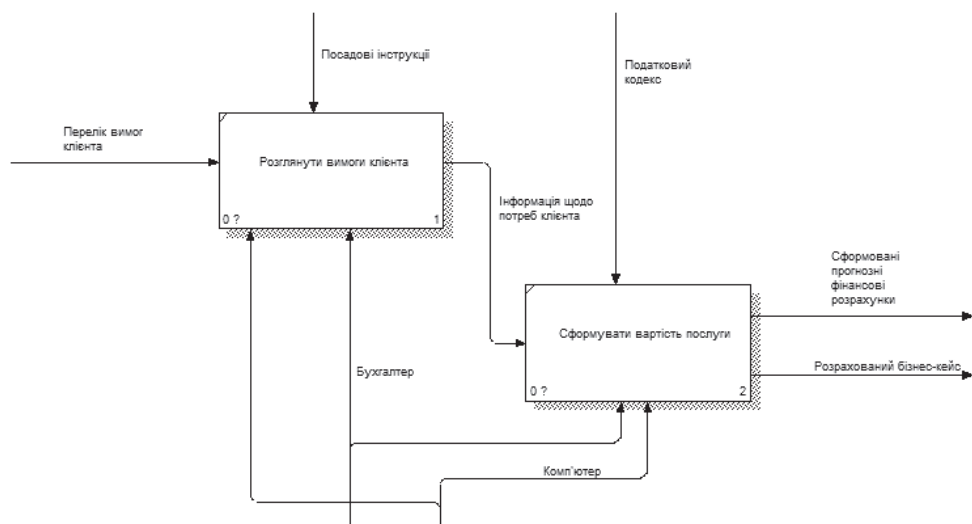 Посадові інструкції
Податковий
кодекс
Перелік вимог
клієнта
Розглянути вимоги клієнта
0 ?
1
Інформація щодо
потреб клієнта
Сформовані
прогнозні
фінансові
розрахунки
Сформувати вартість послуги
Розрахований бізнес-кейс
0 ?
2
Бухгалтер
Комп'ютер